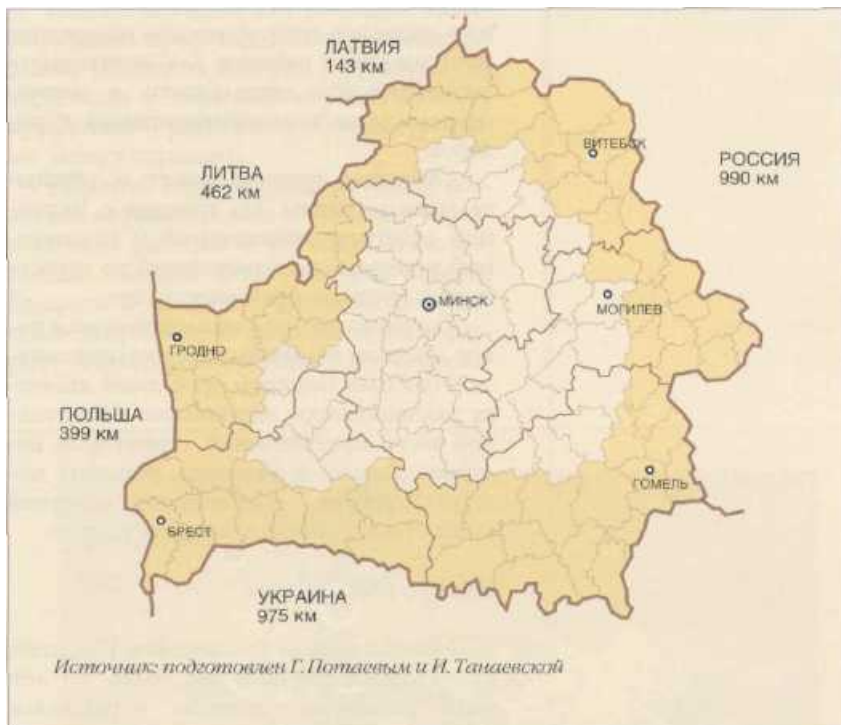 ЛАТВИЯ
143 км
ВИТЕБСК
ЛИТВА
462 км
РОССИЯ
990 км
МИНСК
МОГИЛЕВ
ГРОДНО
ПОЛЬША
399 км
ГОМЕЛЬ
БРЕСТ
УКРАИНА
975 км
Источник: подготовлен Г. Потаевым и И. Танаевской